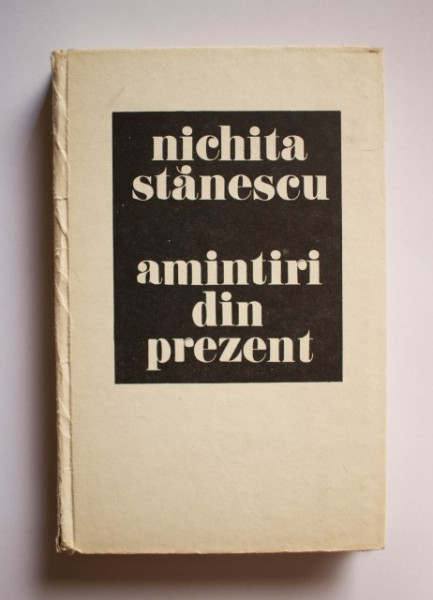 nichita
stănescu
amintiri
din
prezent